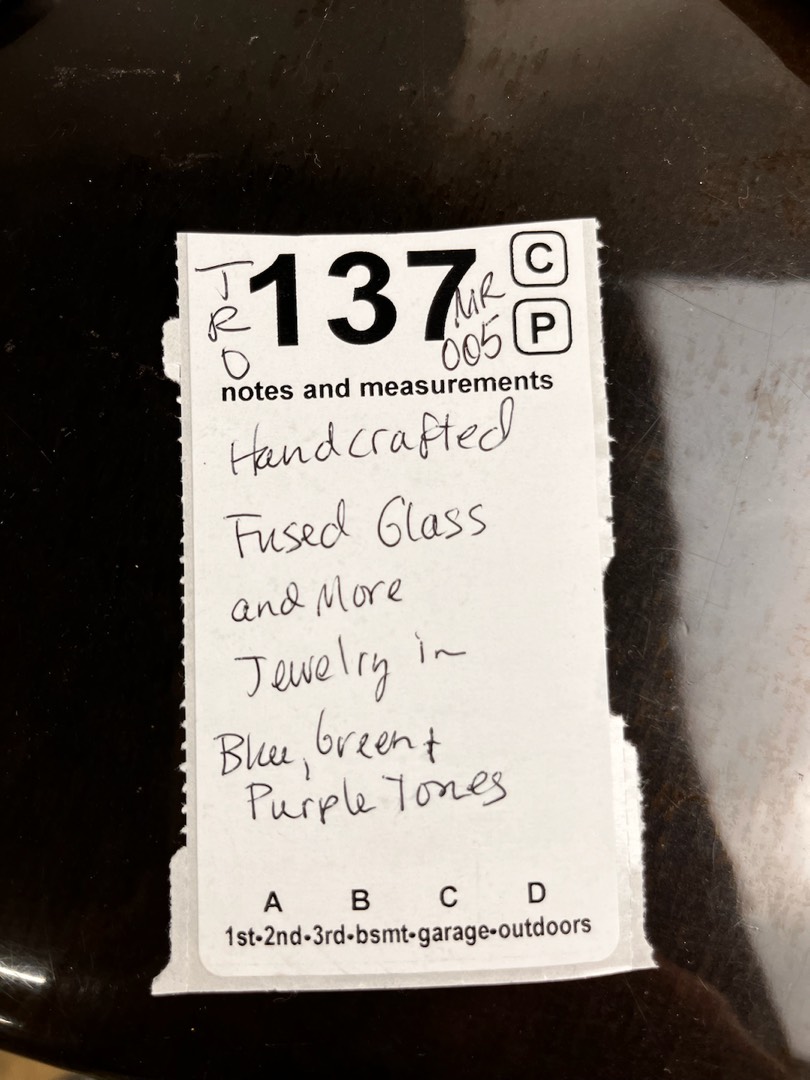 J
R
D
137
MR
005
C
P
notes and measurements
Handcrafted
Fused Glass
and More
Jewelry in
Blue, Green +
Purple Tones
A B C D
1st-2nd-3rd-bsmt-garage-outdoors